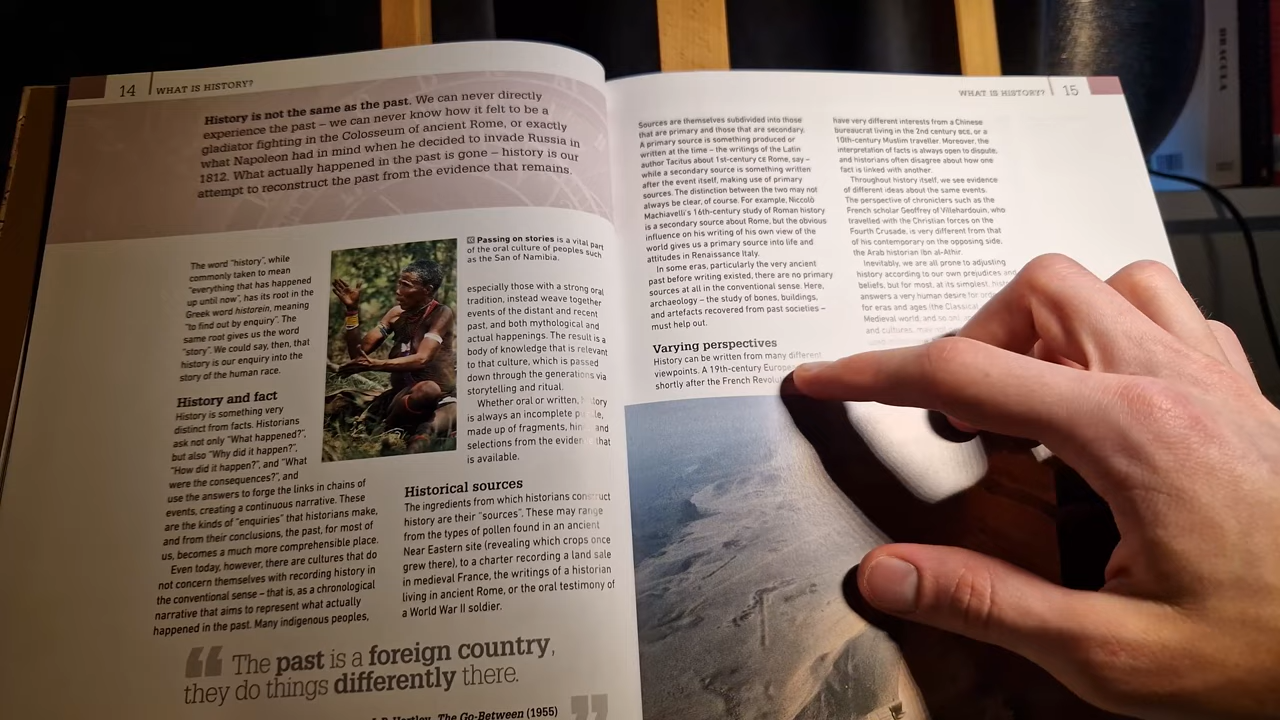 14 WHAT IS HISTORY?
History is not the same as the past. We can never directly
experience the past – we can never know how it felt to be a
gladiator fighting in the Colosseum of ancient Rome, or exactly
what Napoleon had in mind when he decided to invade Russia in
1812. What actually happened in the past is gone – history is our
attempt to reconstruct the past from the evidence that remains.
The word "history", while
commonly taken to mean
"everything that has happened
up until now", has its root in the
Greek word historein, meaning
"to find out by enquiry". The
same root gives us the word
"story". We could say, then, that
history is our enquiry into the
story of the human race.
History and fact
History is something very
distinct from facts. Historians
ask not only "What happened?",
but also "Why did it happen?",
"How did it happen?", and "What
were the consequences?", and
use the answers to forge the links in chains of
events, creating a continuous narrative. These
are the kinds of "enquiries" that historians make,
and from their conclusions, the past, for most of
us, becomes a much more comprehensible place.
Even today, however, there are cultures that do
not concern themselves with recording history in
the conventional sense – that is, as a chronological
narrative that aims to represent what actually
happened in the past. Many indigenous peoples,
Passing on stories is a vital part
of the oral culture of peoples such
as the San of Namibia.
especially those with a strong oral
tradition, instead weave together
events of the distant and recent
past, and both mythological and
actual happenings. The result is a
body of knowledge that is relevant
to that culture, which is passed
down through the generations via
storytelling and ritual.
Whether oral or written, history
is always an incomplete
made up of fragments, hints and
selections from the evidence that
is available.
Historical sources
The ingredients from which historians construct
history are their "sources". These may range
from the types of pollen found in an ancient
Near Eastern site (revealing which crops once
grew there), to a charter recording a land sale
in medieval France, the writings of a historian
living in ancient Rome, or the oral testimony of
a World War II soldier.
“ The past is a foreign country,
they do things differently there. ”
Hartley, The Go-Between (1955)
WHAT IS HISTORY? 15
Sources are themselves subdivided into those
that are primary and those that are secondary.
A primary source is something produced or
written at the time – the writings of the Latin
author Tacitus about 1st-century CE Rome, say –
while a secondary source is something written
after the event itself, making use of primary
sources. The distinction between the two may not
always be clear, of course. For example, Niccolò
Machiavelli's 16th-century study of Roman history
is a secondary source about Rome, but the obvious
influence on his writing of his own view of the
world gives us a primary source into life and
attitudes in Renaissance Italy.
In some eras, particularly the very ancient
past before writing existed, there are no primary
sources at all in the conventional sense. Here,
archaeology – the study of bones, buildings,
and artefacts recovered from past societies –
must help out.
Varying perspectives
History can be written from many different
viewpoints. A 19th-century
shortly after the French
have very different interests from a Chinese
bureaucrat living in the 2nd century BCE, or a
10th-century Muslim traveller. Moreover, the
interpretation of facts is always open to dispute,
and historians often disagree about how one
fact is linked with another.
Throughout history itself, we see evidence
of different ideas about the same events.
The perspective of chroniclers such as the
French scholar Geoffrey of Villehardouin, who
travelled with the Christian forces on the
Fourth Crusade, is very different from that
of his contemporary on the opposing side,
the Arab historian Ibn al-Athir.
Inevitably, we are all prone to adjusting
history according to our own prejudices and
beliefs, but for most, at its simplest, history
answers a very human desire for
for eras and ages (the Classical
Medieval world, and so on
and cultures,